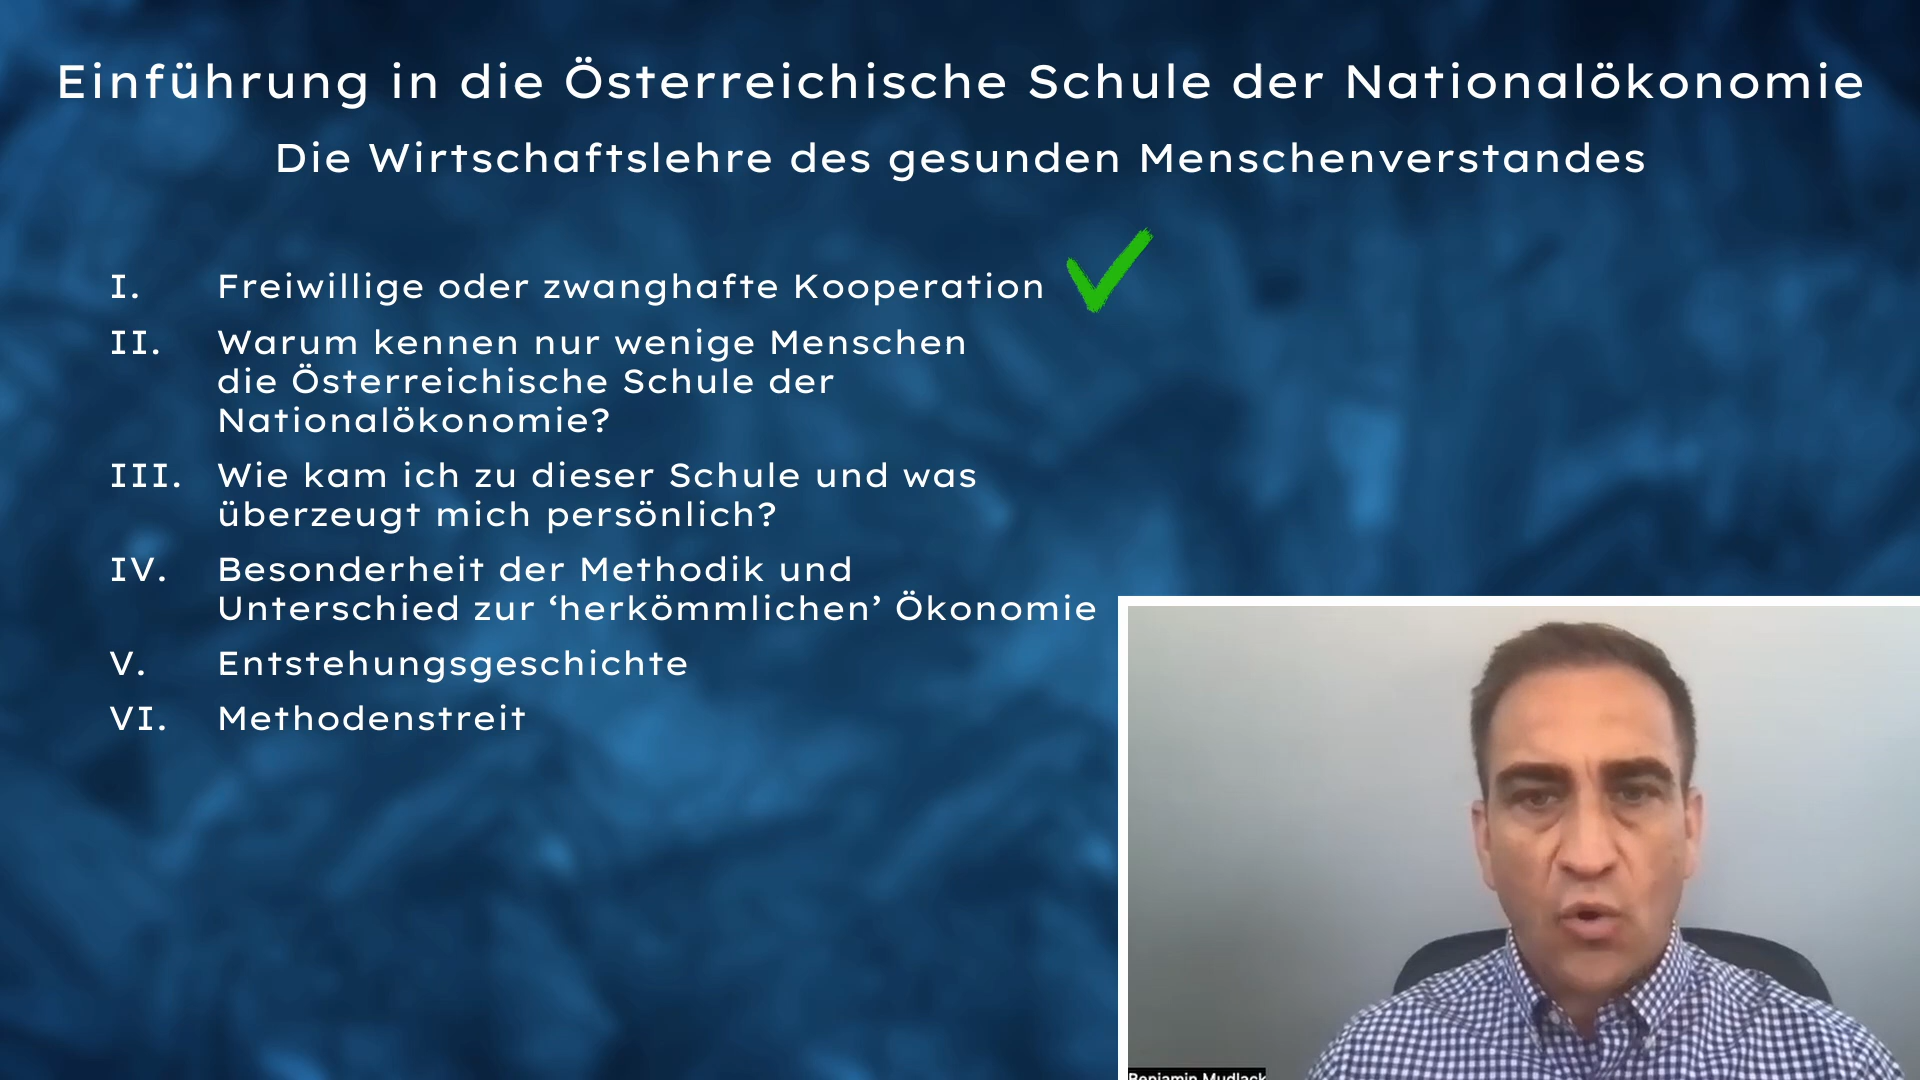 Einführung in die Österreichische Schule der Nationalökonomie
Die Wirtschaftslehre des gesunden Menschenverstandes
I. Freiwillige oder zwanghafte Kooperation
II. Warum kennen nur wenige Menschen
die Österreichische Schule der
Nationalökonomie?
III. Wie kam ich zu dieser Schule und was
überzeugt mich persönlich?
IV. Besonderheit der Methodik und
Unterschied zur ‘herkömmlichen’ Ökonomie
V. Entstehungsgeschichte
VI. Methodenstreit
Benjamin Mudlack